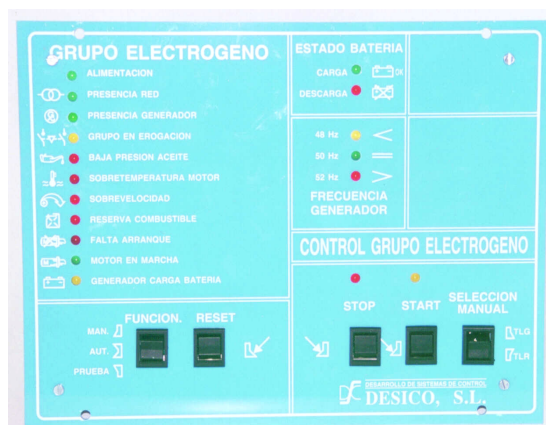 GRUPO ELECTROGENO
ALIMENTACION
PRESENCIA RED
PRESENCIA GENERADOR
GRUPO EN EROGACION
BAJA PRESION ACEITE
SOBRETEMPERATURA MOTOR
SOBREVELOCIDAD
RESERVA COMBUSTIBLE
FALTA ARRANQUE
MOTOR EN MARCHA
GENERADOR CARGA BATERIA
ESTADO BATERIA
CARGA OK
DESCARGA
48 Hz <
50 Hz =
52 Hz >
FRECUENCIA
GENERADOR
CONTROL GRUPO ELECTROGENO
FUNCION. RESET
MAN.
AUT.
PRUEBA
STOP START SELECCION
MANUAL
TLG
TLR
DESARROLLO DE SISTEMAS DE CONTROL
DESICO, S.L.